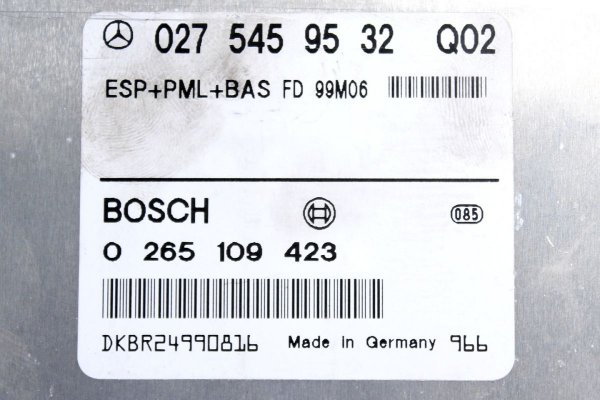 027 545 95 32 Q02
ESP+PML+BAS FD 99M06
BOSCH 085
0 265 109 423
DKBR24990816 Made In Germany 966